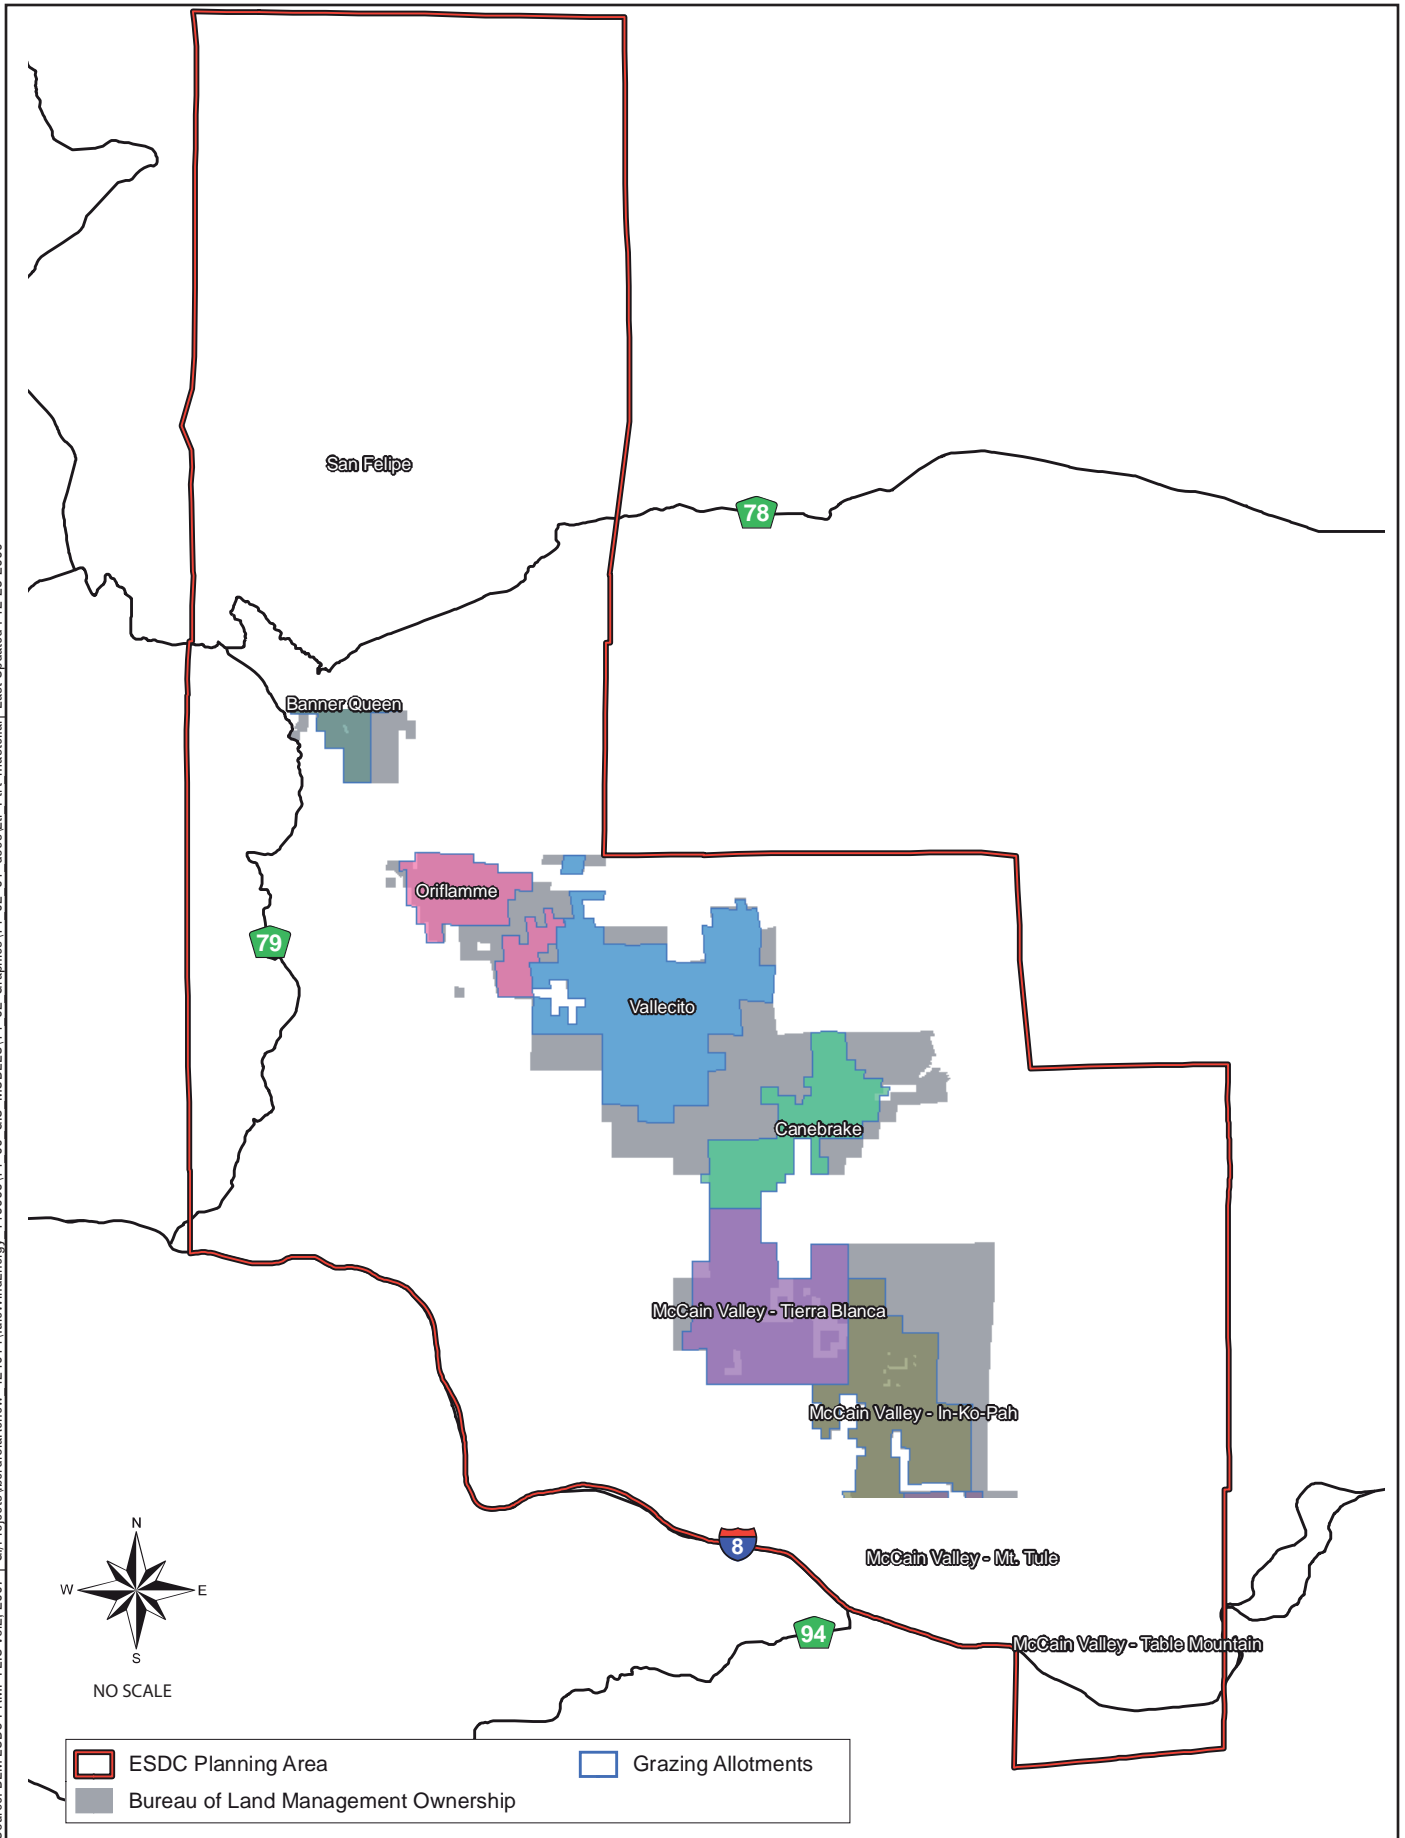 San Felipe
78
Banner Queen
Oriflamme
79
Vallecito
Canebrake
McCain Valley - Tierra Blanca
McCain Valley - In-Ko-Pah
N
W E
S
NO SCALE
8
McCain Valley - Mt. Tule
94
McCain Valley - Table Mountain
ESDC Planning Area
Grazing Allotments
Bureau of Land Management Ownership